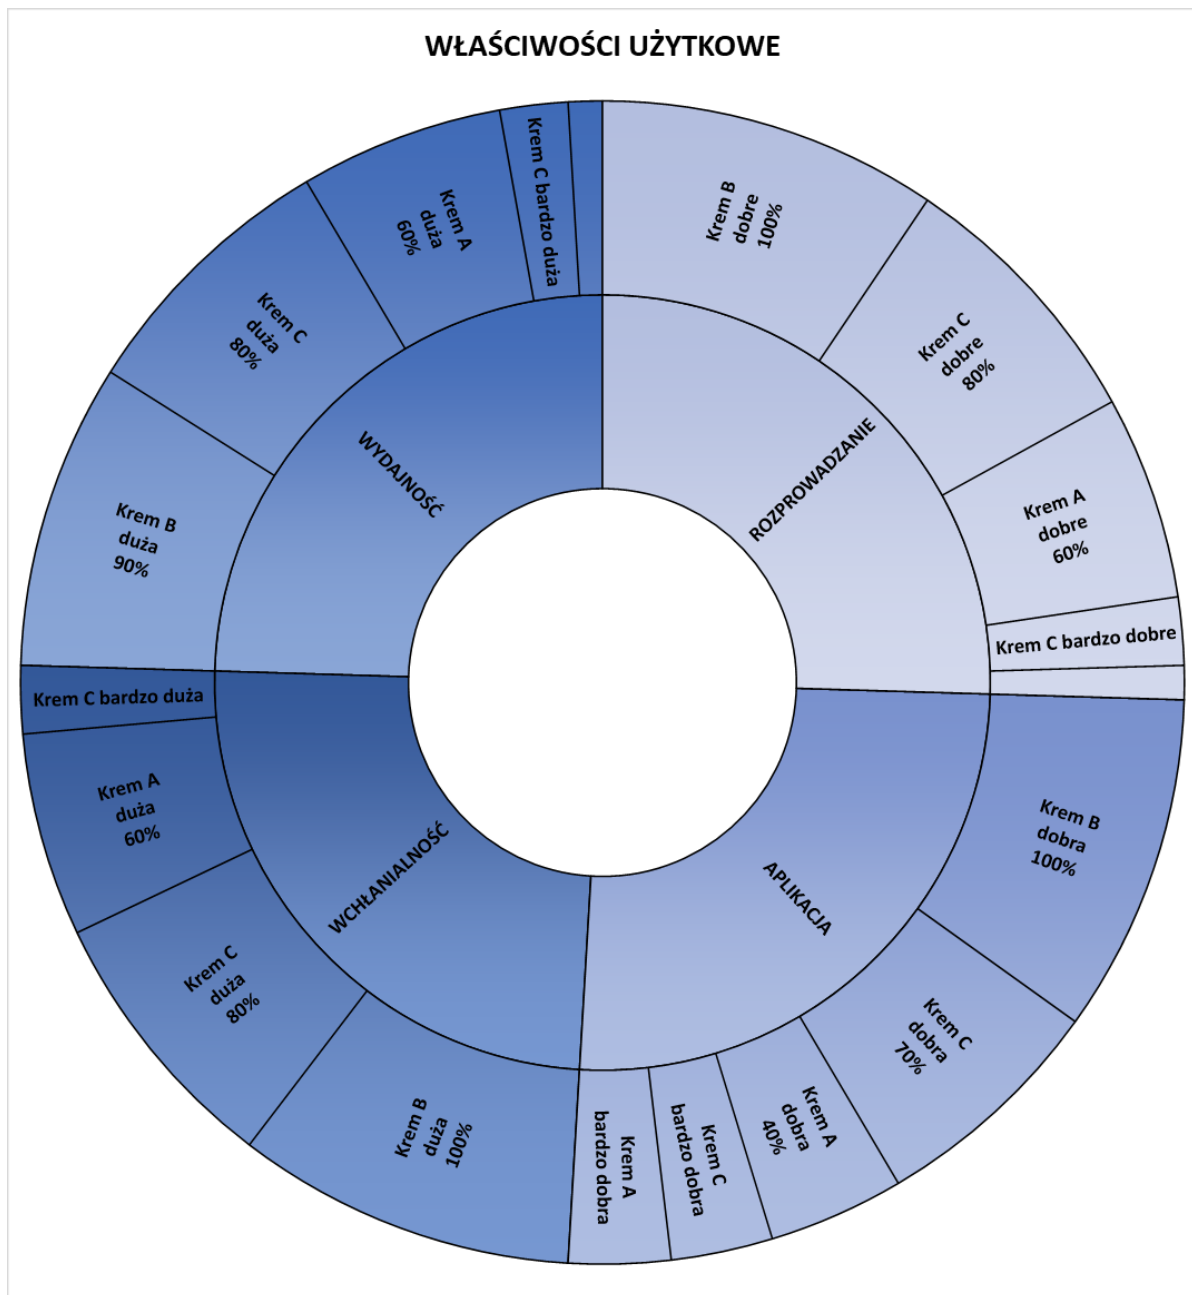 WŁAŚCIWOŚCI UŻYTKOWE
Krem B
dobre
100%
Krem C
dobre
80%
Krem A
dobre
60%
Krem C bardzo dobre
ROZPROWADZANIE
Krem B
dobra
100%
Krem C
dobra
70%
Krem A
dobra
40%
Krem C
bardzo dobra
Krem A
bardzo dobra
APLIKACJA
Krem B
duża
100%
Krem C
duża
80%
Krem A
duża
60%
Krem C bardzo duża
WCHŁANIALNOŚĆ
Krem B
duża
90%
Krem C
duża
80%
Krem A
duża
60%
Krem C bardzo duża
WYDAJNOŚĆ